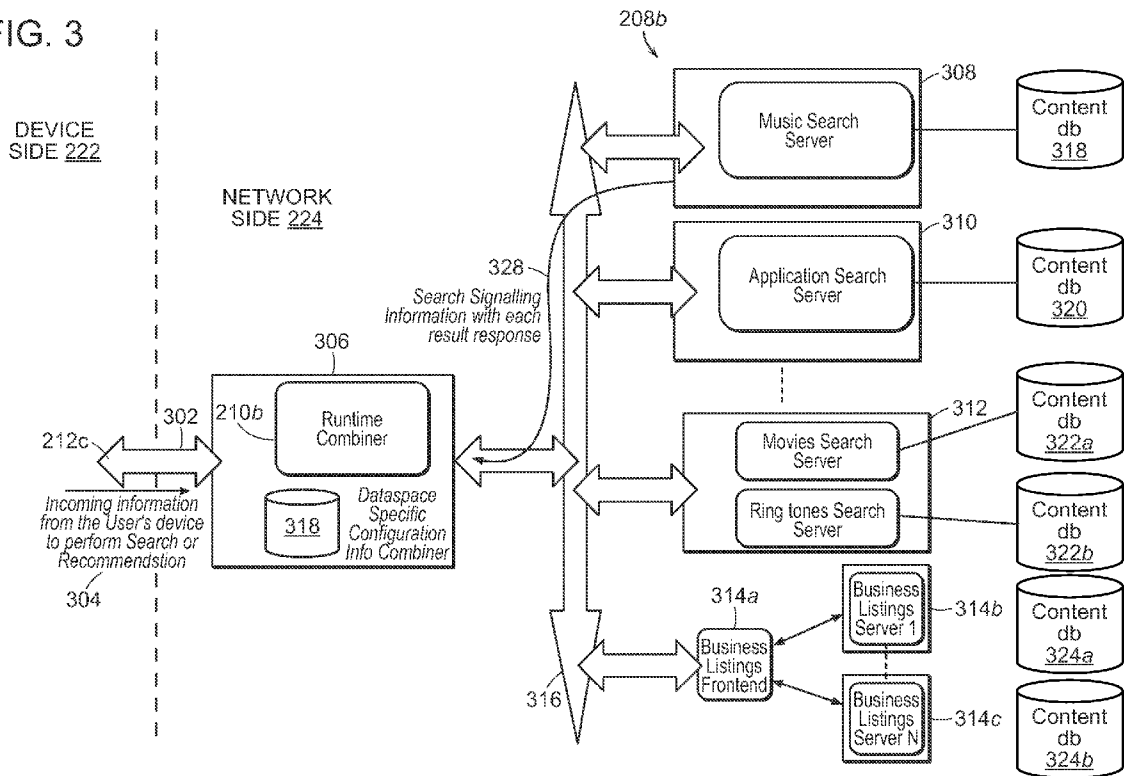 FIG. 3
DEVICE
SIDE 222
NETWORK
SIDE 224
208b
308
Music Search
Server
Content
db
318
310
Application Search
Server
Content
db
320
328
Search Signalling
Information with each
result response
306
210b
Runtime
Combiner
318
Dataspace
Specific
Configuration
Info Combiner
302
212c
Incoming information
from the User's device
to perform Search or
Recommendstion
304
312
Movies Search
Server
Ring tones Search
Server
Content
db
322a
Content
db
322b
316
314a
Business
Listings
Frontend
Business
Listings
Server 1
314b
Business
Listings
Server N
314c
Content
db
324a
Content
db
324b